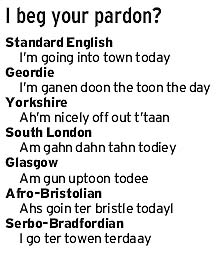 I beg your pardon?
Standard English
I'm going into town today
Geordie
I'm ganen doon the toon the day
Yorkshire
Ah'm nicely off out t'taan
South London
Am gahn dahn tahn todiey
Glasgow
Am gun uptoon todee
Afro-Bristolian
Ahs goin ter bristle todayl
Serbo-Bradfordian
I go ter towen terdaay